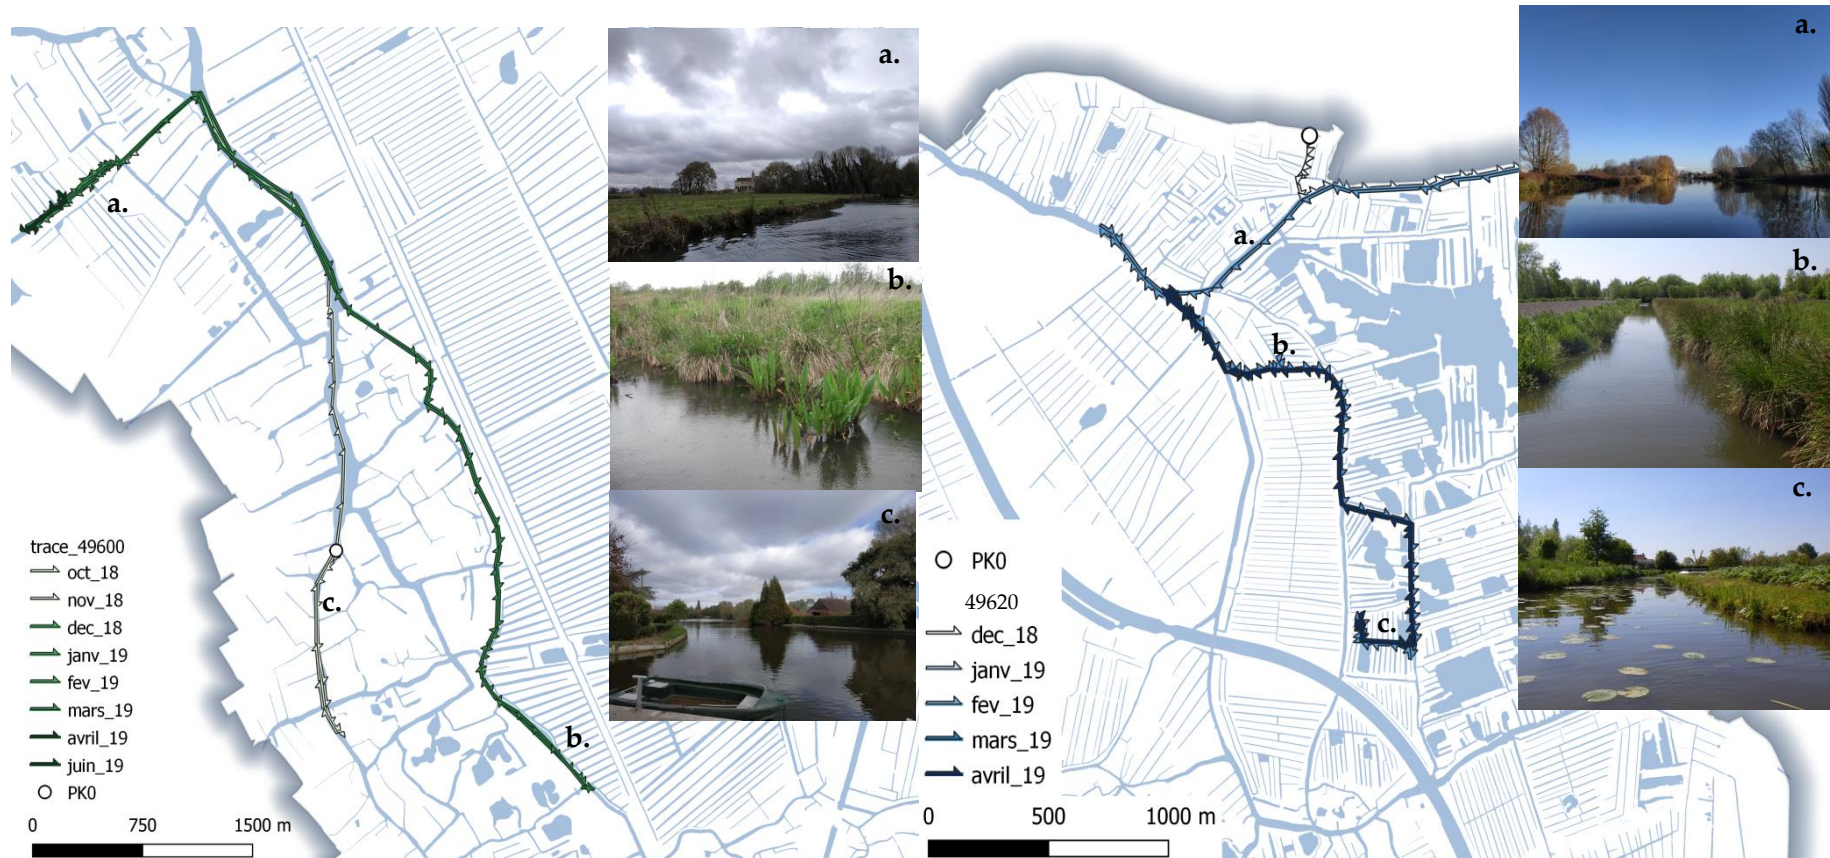 a.
b.
c.
a.
b.
c.
trace_49600
oct_18
nov_18
dec_18
janv_19
fev_19
mars_19
avril_19
juin_19
PK0
0 750 1500 m
a.
b.
c.
a.
b.
c.
PK0
49620
dec_18
janv_19
fev_19
mars_19
avril_19
0 500 1000 m